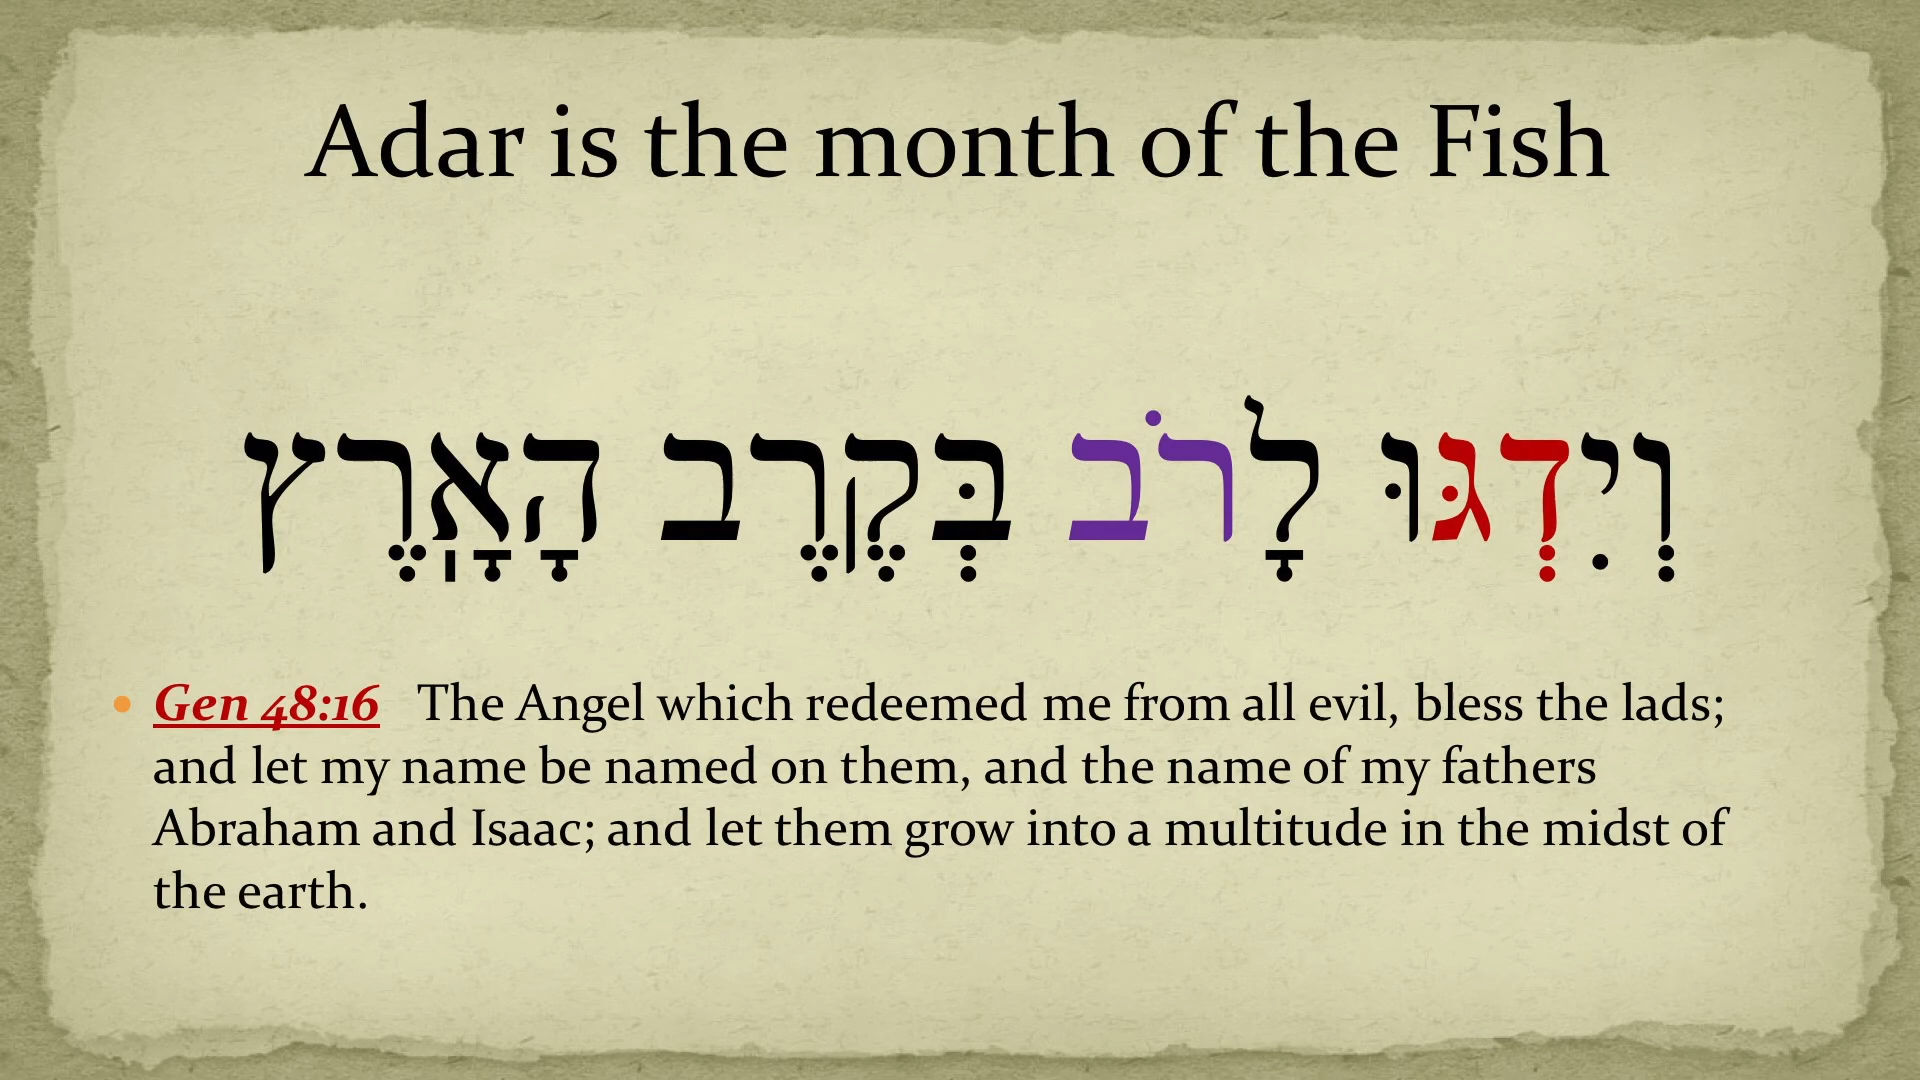 Adar is the month of the Fish
וְיִדְגּוּ לָרֹב בְּקֶרֶב הָאָֽרֶץ
• Gen 48:16 The Angel which redeemed me from all evil, bless the lads;
and let my name be named on them, and the name of my fathers
Abraham and Isaac; and let them grow into a multitude in the midst of
the earth.